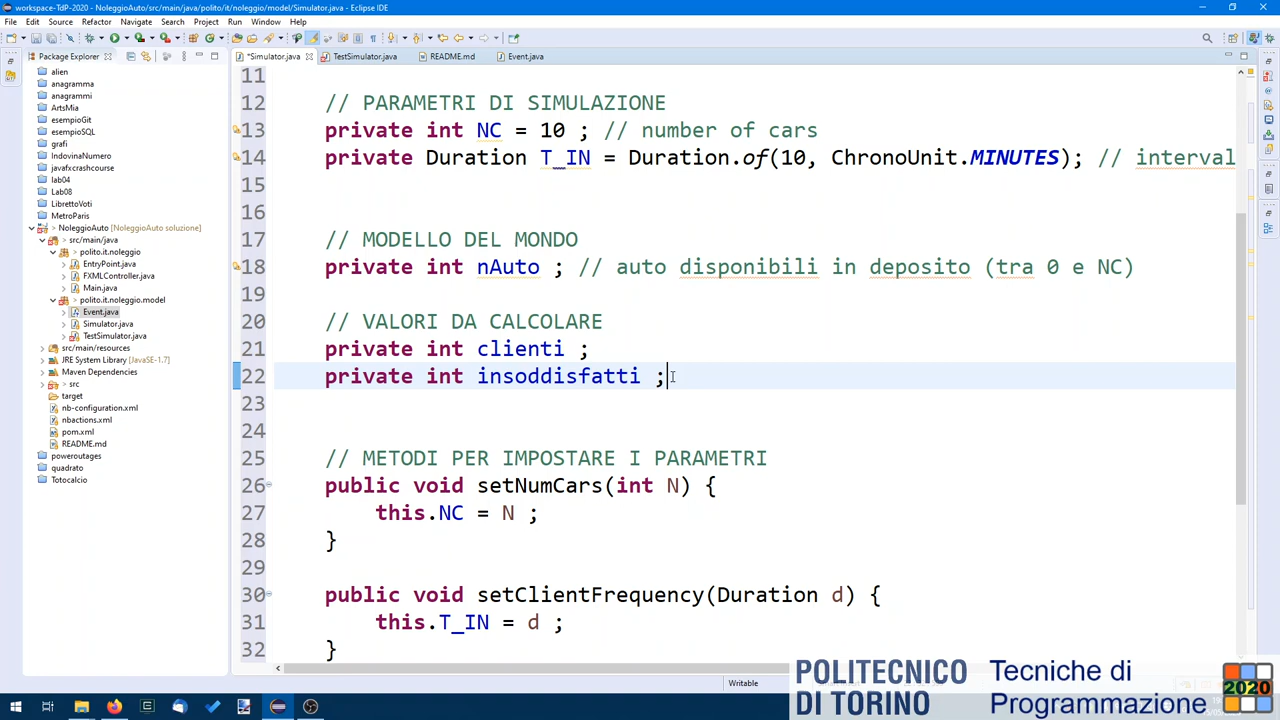 workspace-TdP-2020 - NoleggioAuto/src/main/java/polito/it/noleggio/model/Simulator.java - Eclipse IDE
File Edit Source Refactor Navigate Search Project Run Window Help
Package Explorer
*Simulator.java TestSimulator.java README.md Event.java
alien
anagramma
anagrammi
ArtsMia
esempioGit
esempioSQL
grafi
IndovinaNumero
javafxcrashcourse
lab04
Lab08
LibrettoVoti
MetroParis
NoleggioAuto [NoleggioAuto soluzione]
> src/main/java
> polito.it.noleggio
EntryPoint.java
FXMLController.java
Main.java
> polito.it.noleggio.model
Event.java
Simulator.java
TestSimulator.java
src/main/resources
JRE System Library [JavaSE-1.7]
Maven Dependencies
> src
target
nb-configuration.xml
nbactions.xml
pom.xml
README.md
poweroutages
quadrato
Totocalcio
11
12 // PARAMETRI DI SIMULAZIONE
13 private int NC = 10 ; // number of cars
14 private Duration T_IN = Duration.of(10, ChronoUnit.MINUTES); // interval
15
16
17 // MODELLO DEL MONDO
18 private int nAuto ; // auto disponibili in deposito (tra 0 e NC)
19
20 // VALORI DA CALCOLARE
21 private int clienti ;
22 private int insoddisfatti ;
23
24
25 // METODI PER IMPOSTARE I PARAMETRI
26 public void setNumCars(int N) {
27 this.NC = N ;
28 }
29
30 public void setClientFrequency(Duration d) {
31 this.T_IN = d ;
32 }
Writable
POLITECNICO
DI TORINO
Tecniche di
Programmazione
2020